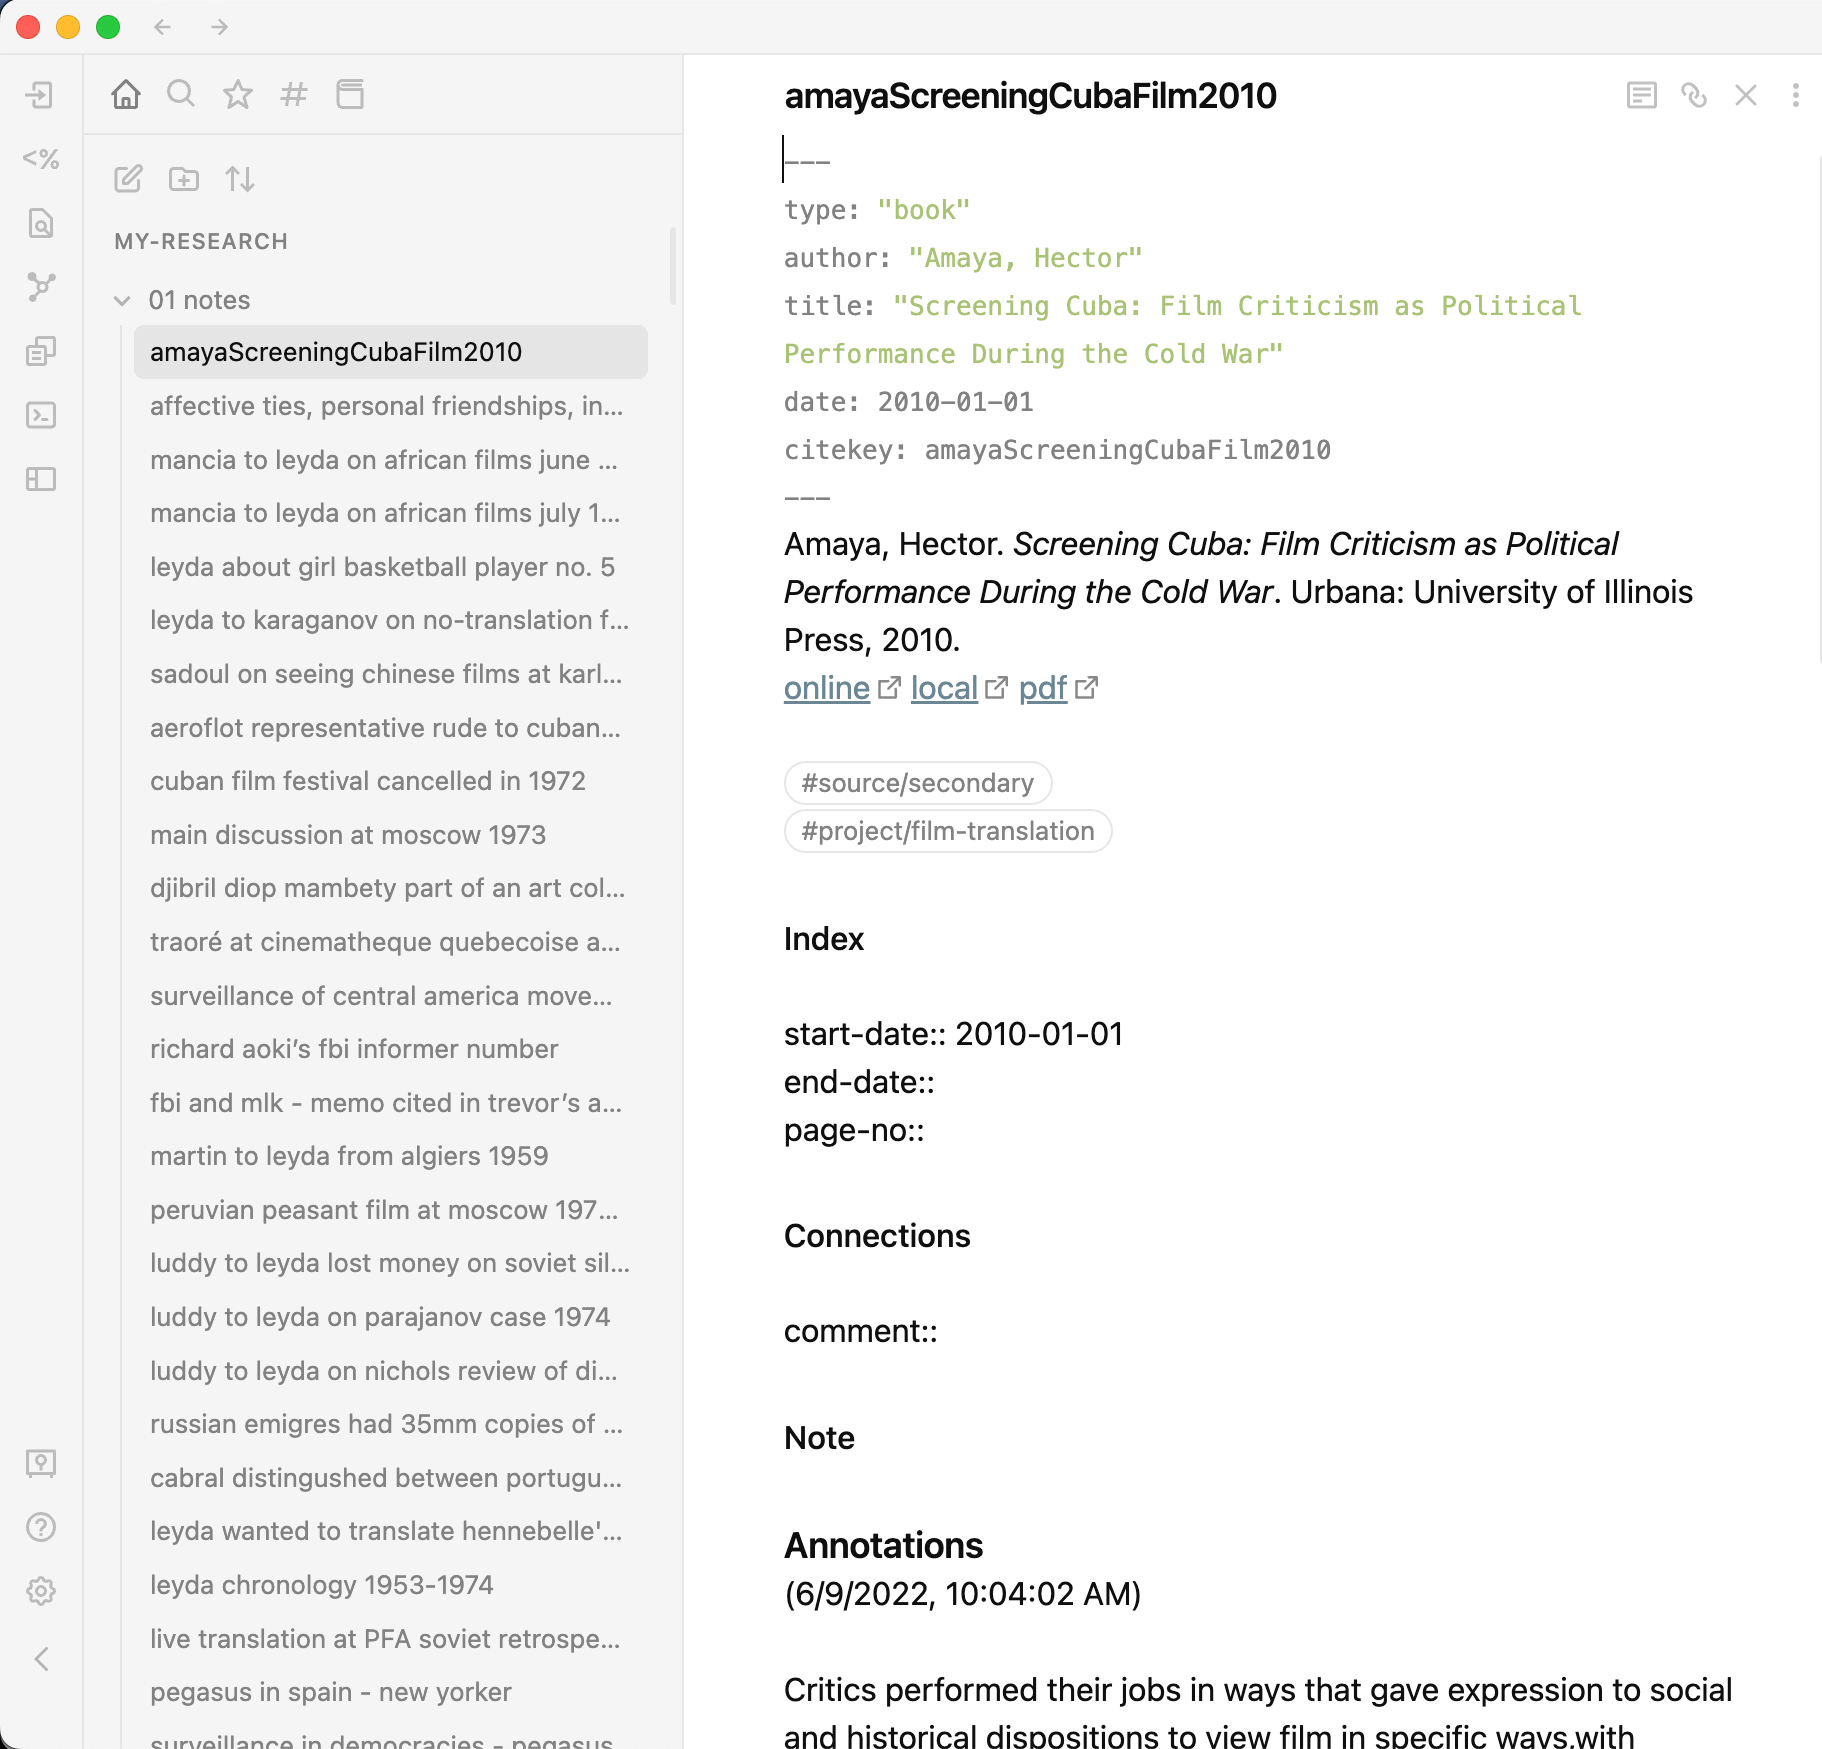 <%
MY-RESEARCH
01 notes
amayaScreeningCubaFilm2010
affective ties, personal friendships, in...
mancia to leyda on african films june ...
mancia to leyda on african films july 1...
leyda about girl basketball player no. 5
leyda to karaganov on no-translation f...
sadoul on seeing chinese films at karl...
aeroflot representative rude to cuban...
cuban film festival cancelled in 1972
main discussion at moscow 1973
djibril diop mambety part of an art col...
traoré at cinematheque quebecoise a...
surveillance of central america move...
richard aoki’s fbi informer number
fbi and mlk - memo cited in trevor’s a...
martin to leyda from algiers 1959
peruvian peasant film at moscow 197...
luddy to leyda lost money on soviet sil...
luddy to leyda on parajanov case 1974
luddy to leyda on nichols review of di...
russian emigres had 35mm copies of ...
cabral distingushed between portugu...
leyda wanted to translate hennebelle'...
leyda chronology 1953-1974
live translation at PFA soviet retrospe...
pegasus in spain - new yorker
surveillance in democracies - pegasus
amayaScreeningCubaFilm2010
---
type: "book"
author: "Amaya, Hector"
title: "Screening Cuba: Film Criticism as Political
Performance During the Cold War"
date: 2010-01-01
citekey: amayaScreeningCubaFilm2010
---
Amaya, Hector. Screening Cuba: Film Criticism as Political
Performance During the Cold War. Urbana: University of Illinois
Press, 2010.
online local pdf
#source/secondary
#project/film-translation
Index
start-date:: 2010-01-01
end-date::
page-no::
Connections
comment::
Note
Annotations
(6/9/2022, 10:04:02 AM)
Critics performed their jobs in ways that gave expression to social
and historical dispositions to view film in specific ways.with